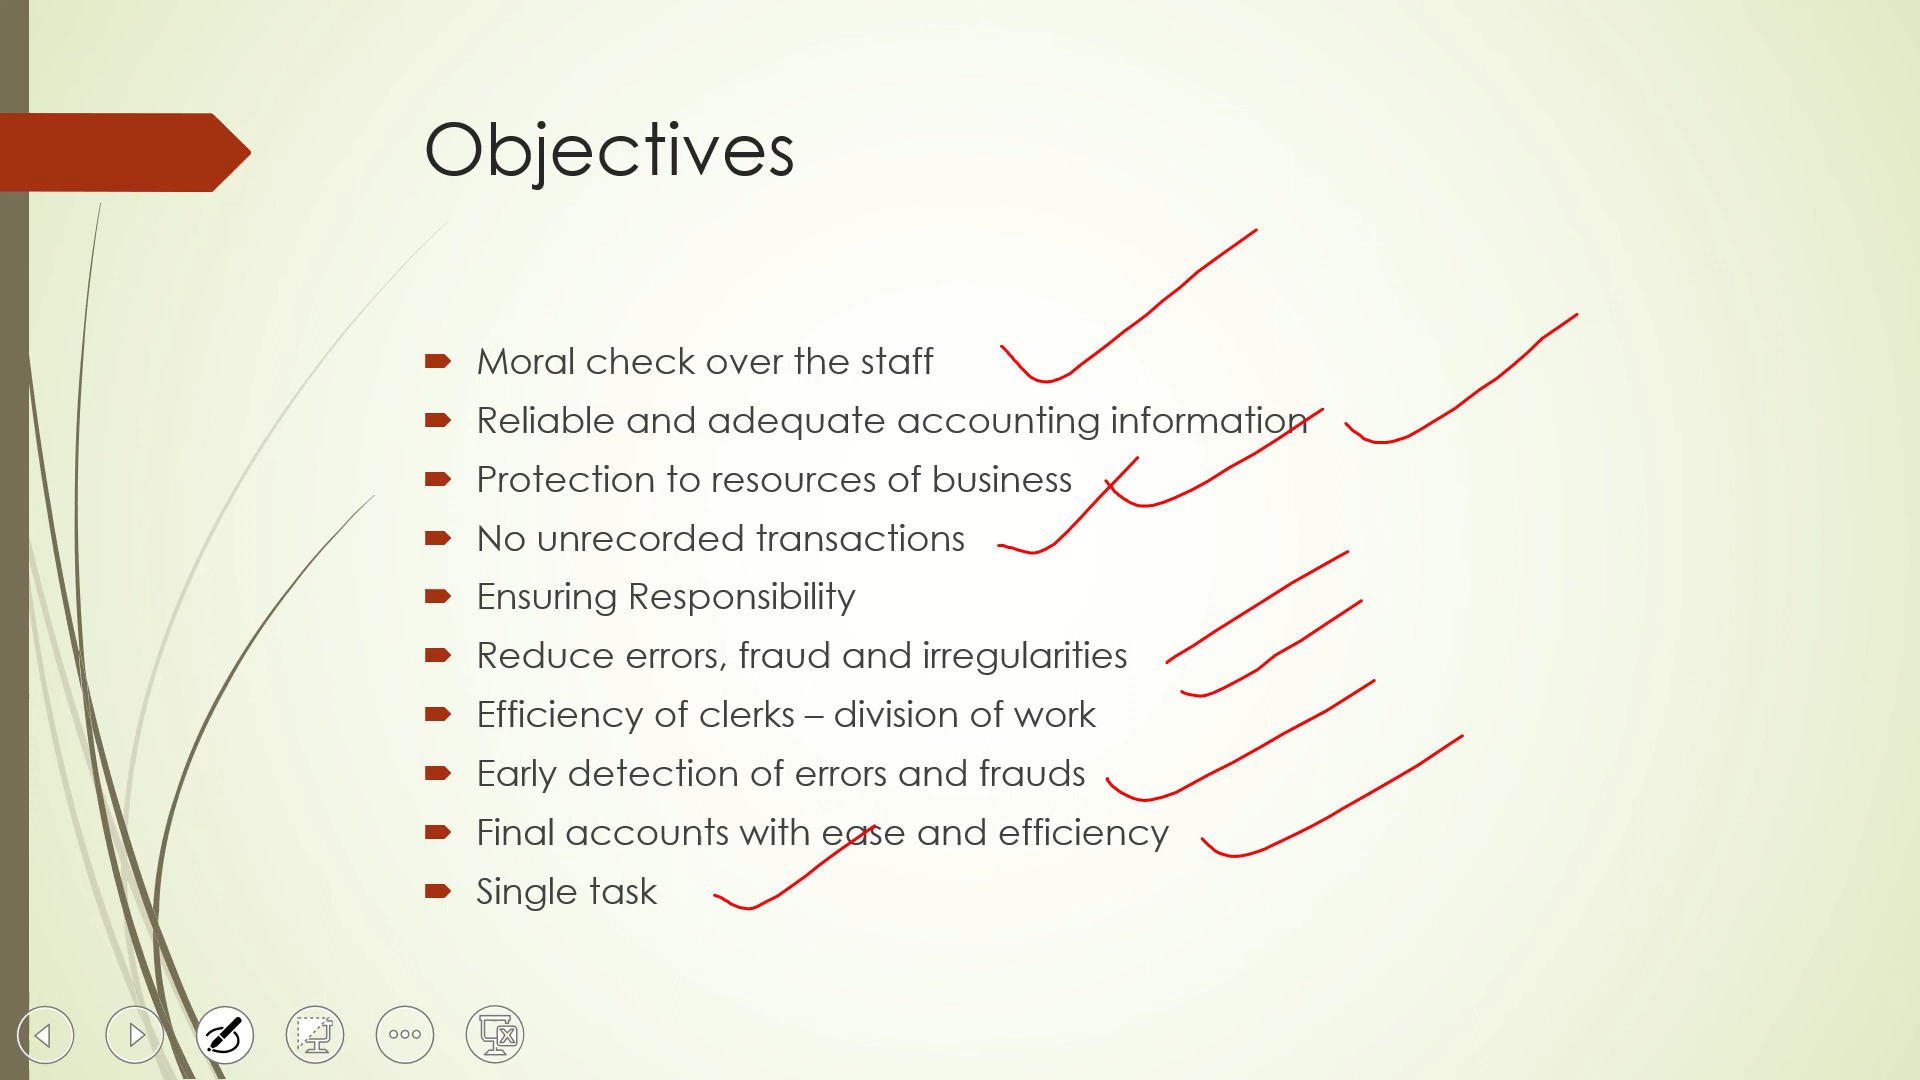 Objectives
Moral check over the staff
Reliable and adequate accounting information
Protection to resources of business
No unrecorded transactions
Ensuring Responsibility
Reduce errors, fraud and irregularities
Efficiency of clerks – division of work
Early detection of errors and frauds
Final accounts with ease and efficiency
Single task